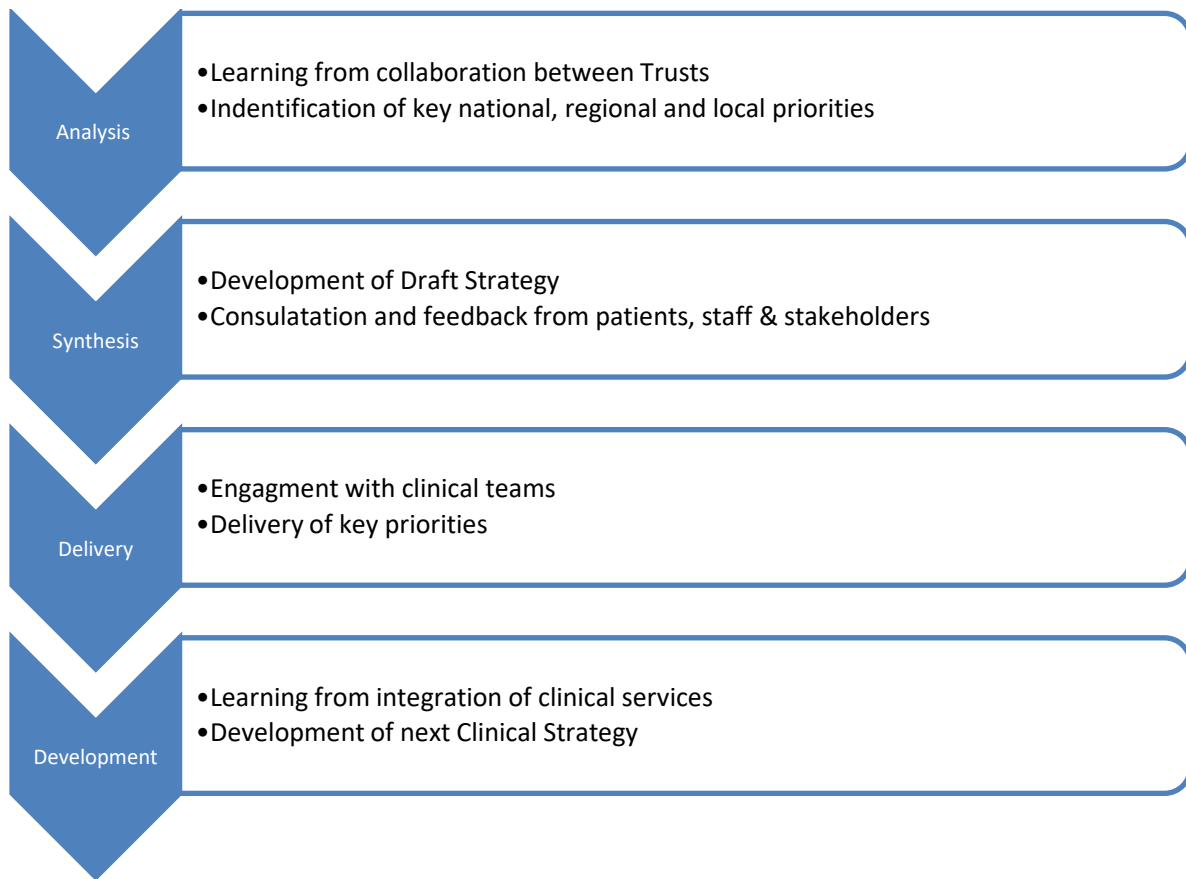 Analysis
•Learning from collaboration between Trusts
•Indentification of key national, regional and local priorities
Synthesis
•Development of Draft Strategy
•Consulatation and feedback from patients, staff & stakeholders
Delivery
•Engagment with clinical teams
•Delivery of key priorities
Development
•Learning from integration of clinical services
•Development of next Clinical Strategy